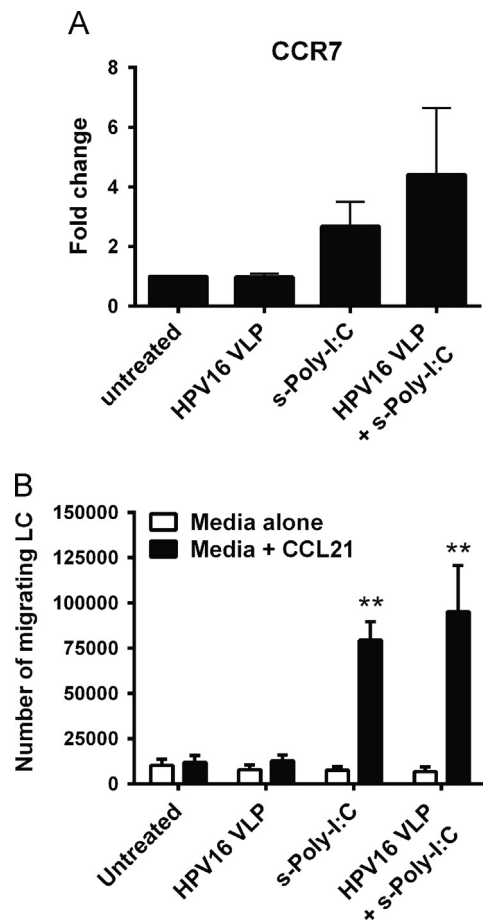 A
CCR7
Fold change
8
6
4
2
0
untreated
HPV16 VLP
s-Poly-I:C
HPV16 VLP
+ s-Poly-I:C
B
Number of migrating LC
150000
125000
100000
75000
50000
25000
0
Media alone
Media + CCL21
**
**
Untreated
HPV16 VLP
s-Poly-I:C
HPV16 VLP
+ s-Poly-I:C